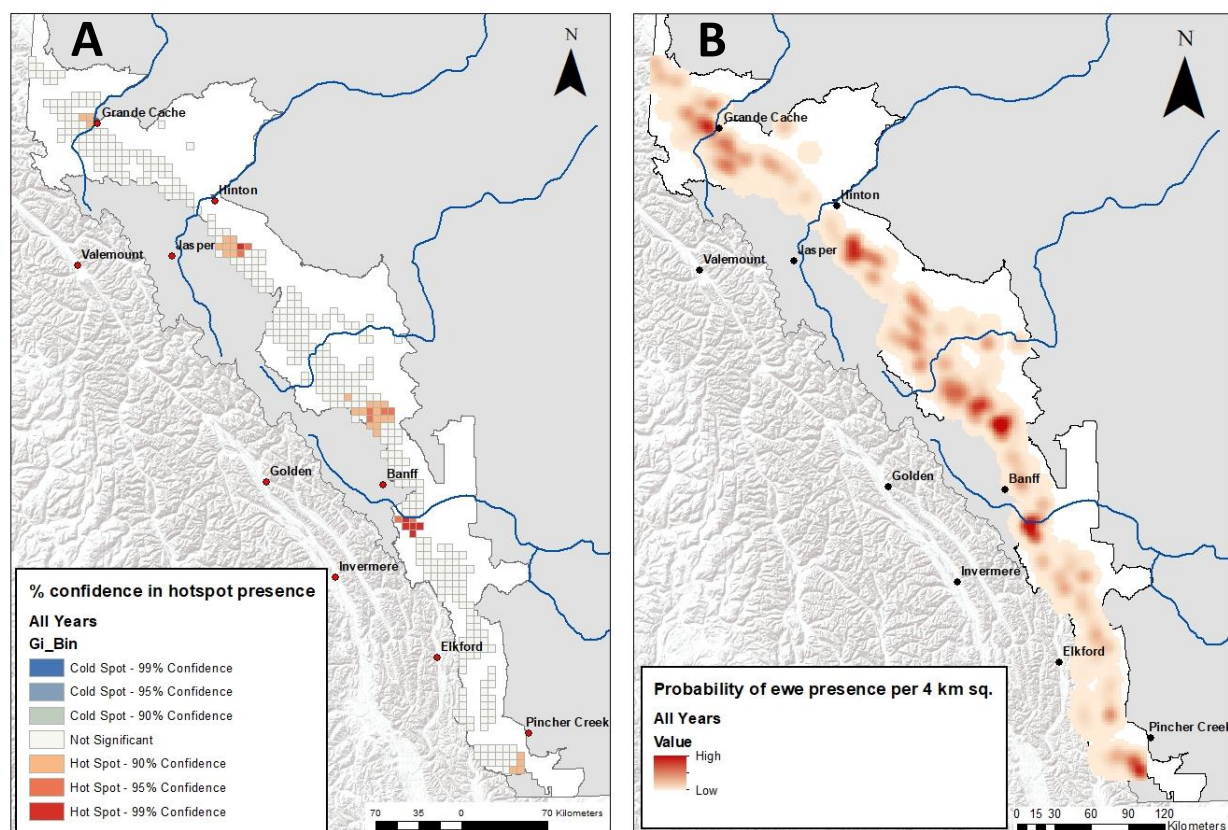 A
N
Grande Cache
Hinton
Jasper
Valemount
Golden
Banff
Invermere
Elkford
Pincher Creek
% confidence in hotspot presence
All Years
Gi_Bin
Cold Spot - 99% Confidence
Cold Spot - 95% Confidence
Cold Spot - 90% Confidence
Not Significant
Hot Spot - 90% Confidence
Hot Spot - 95% Confidence
Hot Spot - 99% Confidence
70 35 0 70 Kilometers
B
N
Grande Cache
Hinton
Jasper
Valemount
Golden
Banff
Invermere
Elkford
Pincher Creek
Probability of ewe presence per 4 km sq.
All Years
Value
High
Low
0 15 30 60 90 120
Kilometers